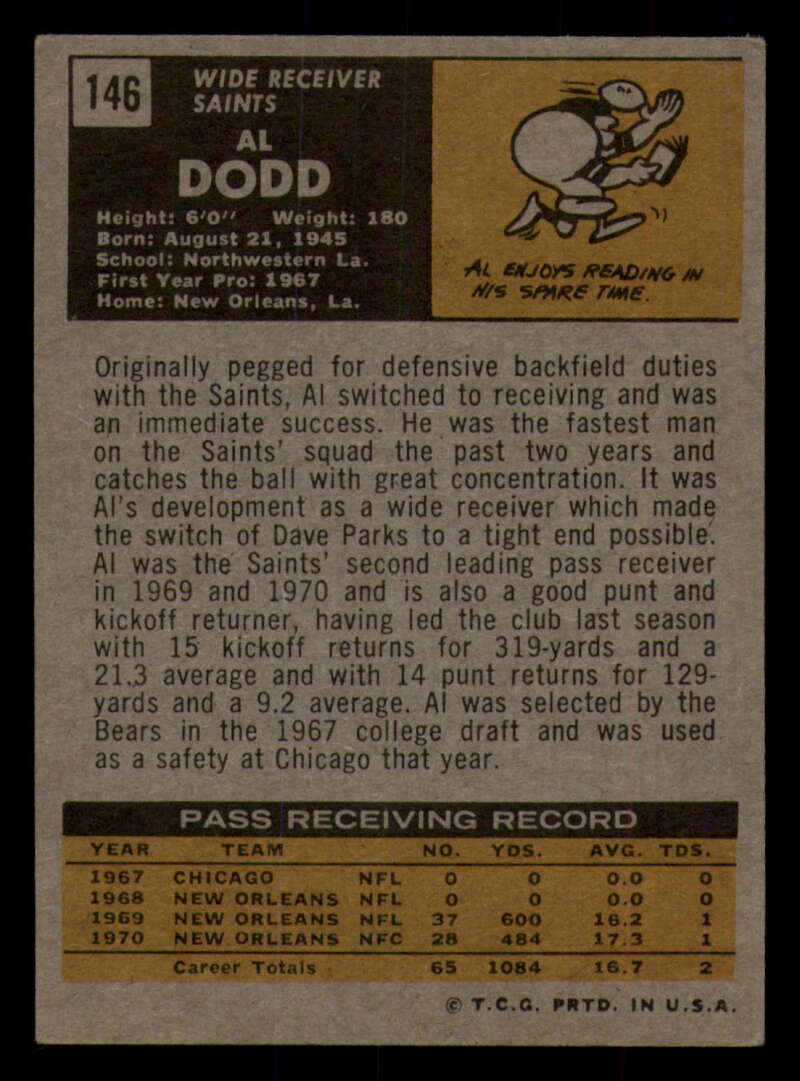 146
WIDE RECEIVER
SAINTS
AL
DODD
Height: 6'0" Weight: 180
Born: August 21, 1945
School: Northwestern La.
First Year Pro: 1967
Home: New Orleans, La.
AL ENJOYS READING IN
HIS SPARE TIME.
Originally pegged for defensive backfield duties
with the Saints, Al switched to receiving and was
an immediate success. He was the fastest man
on the Saints' squad the past two years and
catches the ball with great concentration. It was
Al's development as a wide receiver which made
the switch of Dave Parks to a tight end possible.
Al was the Saints' second leading pass receiver
in 1969 and 1970 and is also a good punt and
kickoff returner, having led the club last season
with 15 kickoff returns for 319-yards and a
21.3 average and with 14 punt returns for 129-
yards and a 9.2 average. Al was selected by the
Bears in the 1967 college draft and was used
as a safety at Chicago that year.
PASS RECEIVING RECORD
YEAR TEAM NO. YDS. AVG. TDS.
1967 CHICAGO NFL 0 0 0.0 0
1968 NEW ORLEANS NFL 0 0 0.0 0
1969 NEW ORLEANS NFL 37 600 16.2 1
1970 NEW ORLEANS NFC 28 484 17.3 1
Career Totals 65 1084 16.7 2
© T.C.G. PRTD. IN U.S.A.